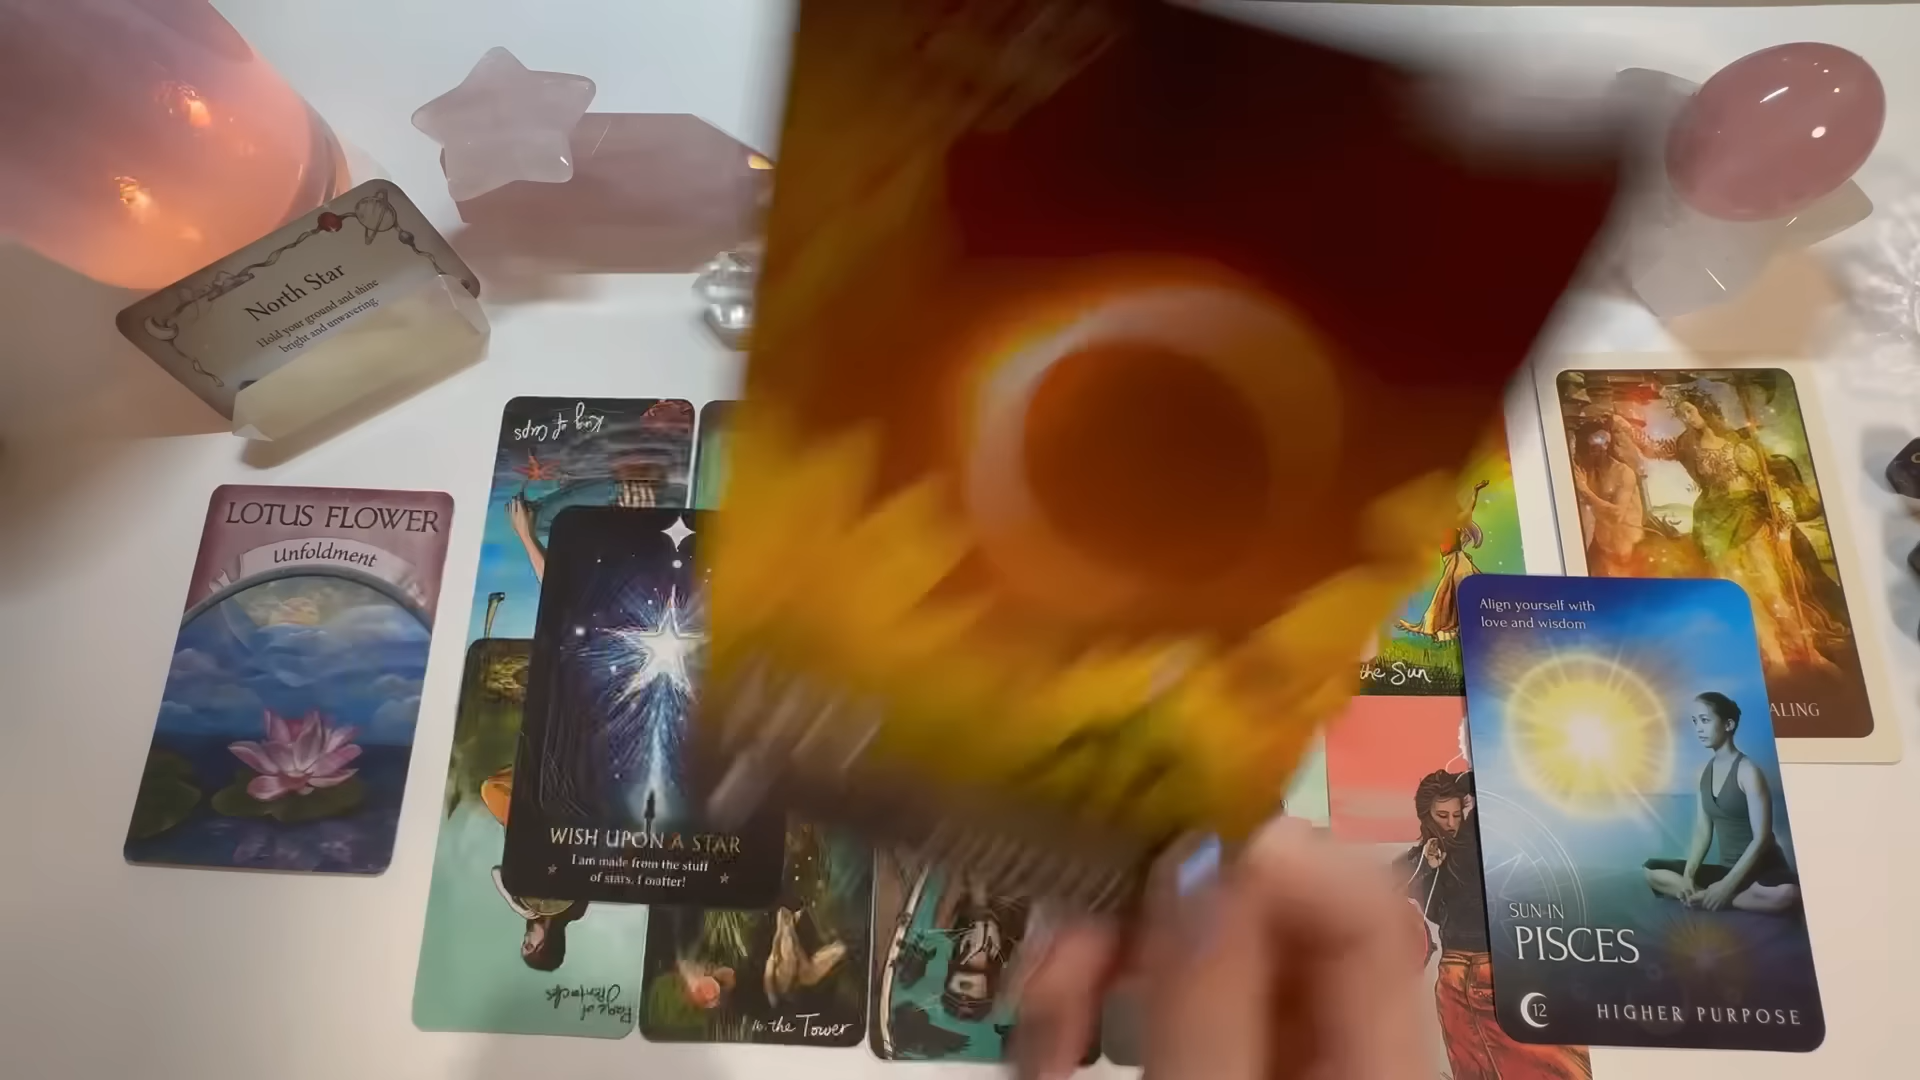 North Star
Hold your ground and shine
bright and unwavering.
King of Cups
LOTUS FLOWER
Unfoldment
WISH UPON A STAR
I am made from the stuff
of stars. I matter!
Page of
Pentacles
16. the Tower
the Sun
ALING
Align yourself with
love and wisdom
SUN IN
PISCES
12
HIGHER PURPOSE